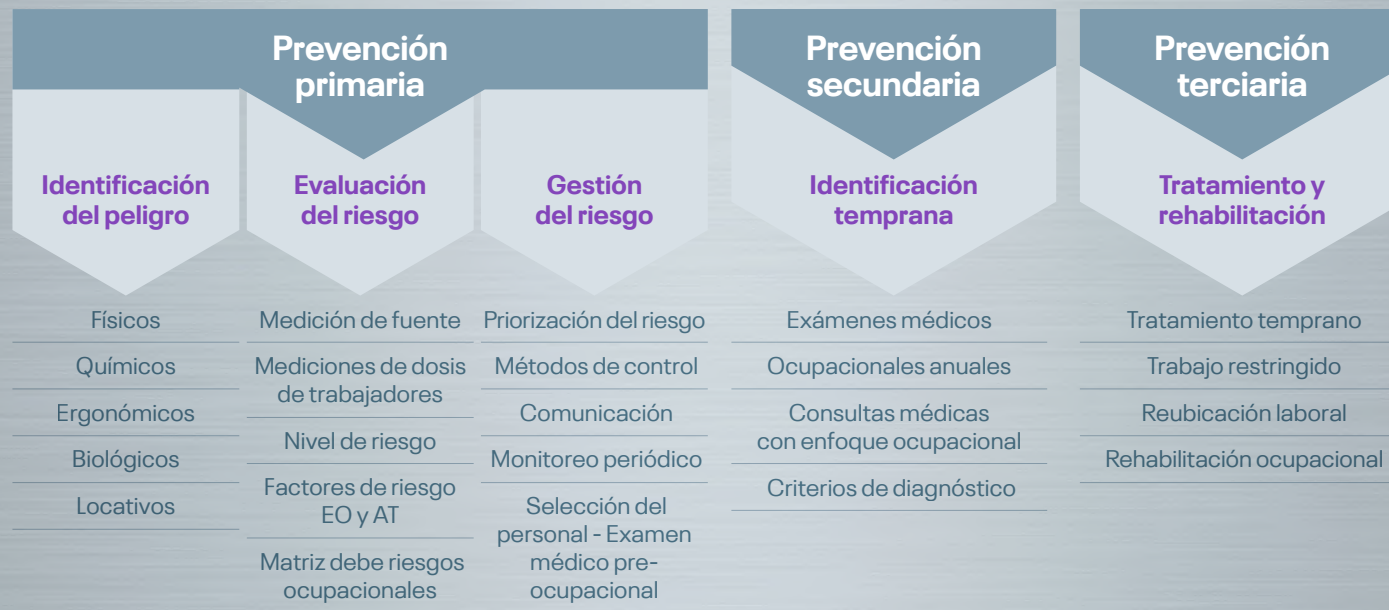 Prevención
primaria
Identificación
del peligro
Físicos
Químicos
Ergonómicos
Biológicos
Locativos
Evaluación
del riesgo
Medición de fuente
Mediciones de dosis
de trabajadores
Nivel de riesgo
Factores de riesgo
EO y AT
Matriz debe riesgos
ocupacionales
Gestión
del riesgo
Priorización del riesgo
Métodos de control
Comunicación
Monitoreo periódico
Selección del
personal - Examen
médico pre-
ocupacional
Prevención
secundaria
Identificación
temprana
Exámenes médicos
Ocupacionales anuales
Consultas médicas
con enfoque ocupacional
Criterios de diagnóstico
Prevención
terciaria
Tratamiento y
rehabilitación
Tratamiento temprano
Trabajo restringido
Reubicación laboral
Rehabilitación ocupacional